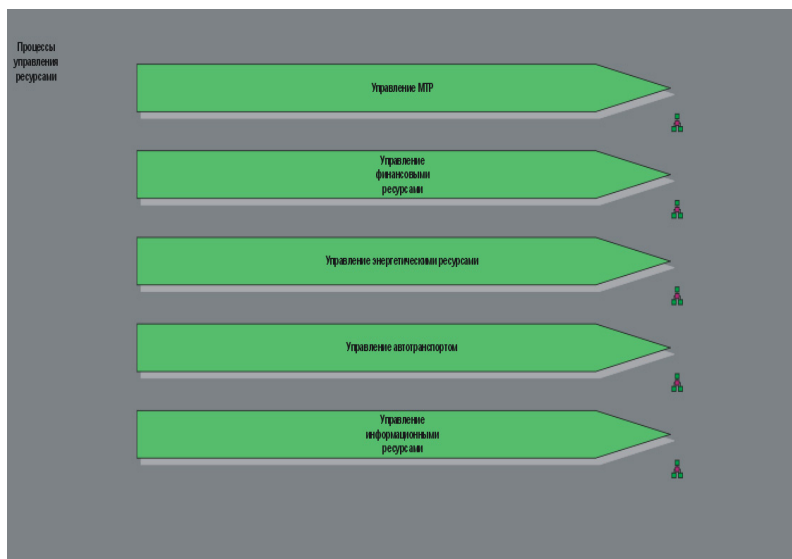 Процессы
управления
ресурсами
Управление МТР
Управление
финансовыми
ресурсами
Управление энергетическими ресурсами
Управление автотранспортом
Управление
информационными
ресурсами